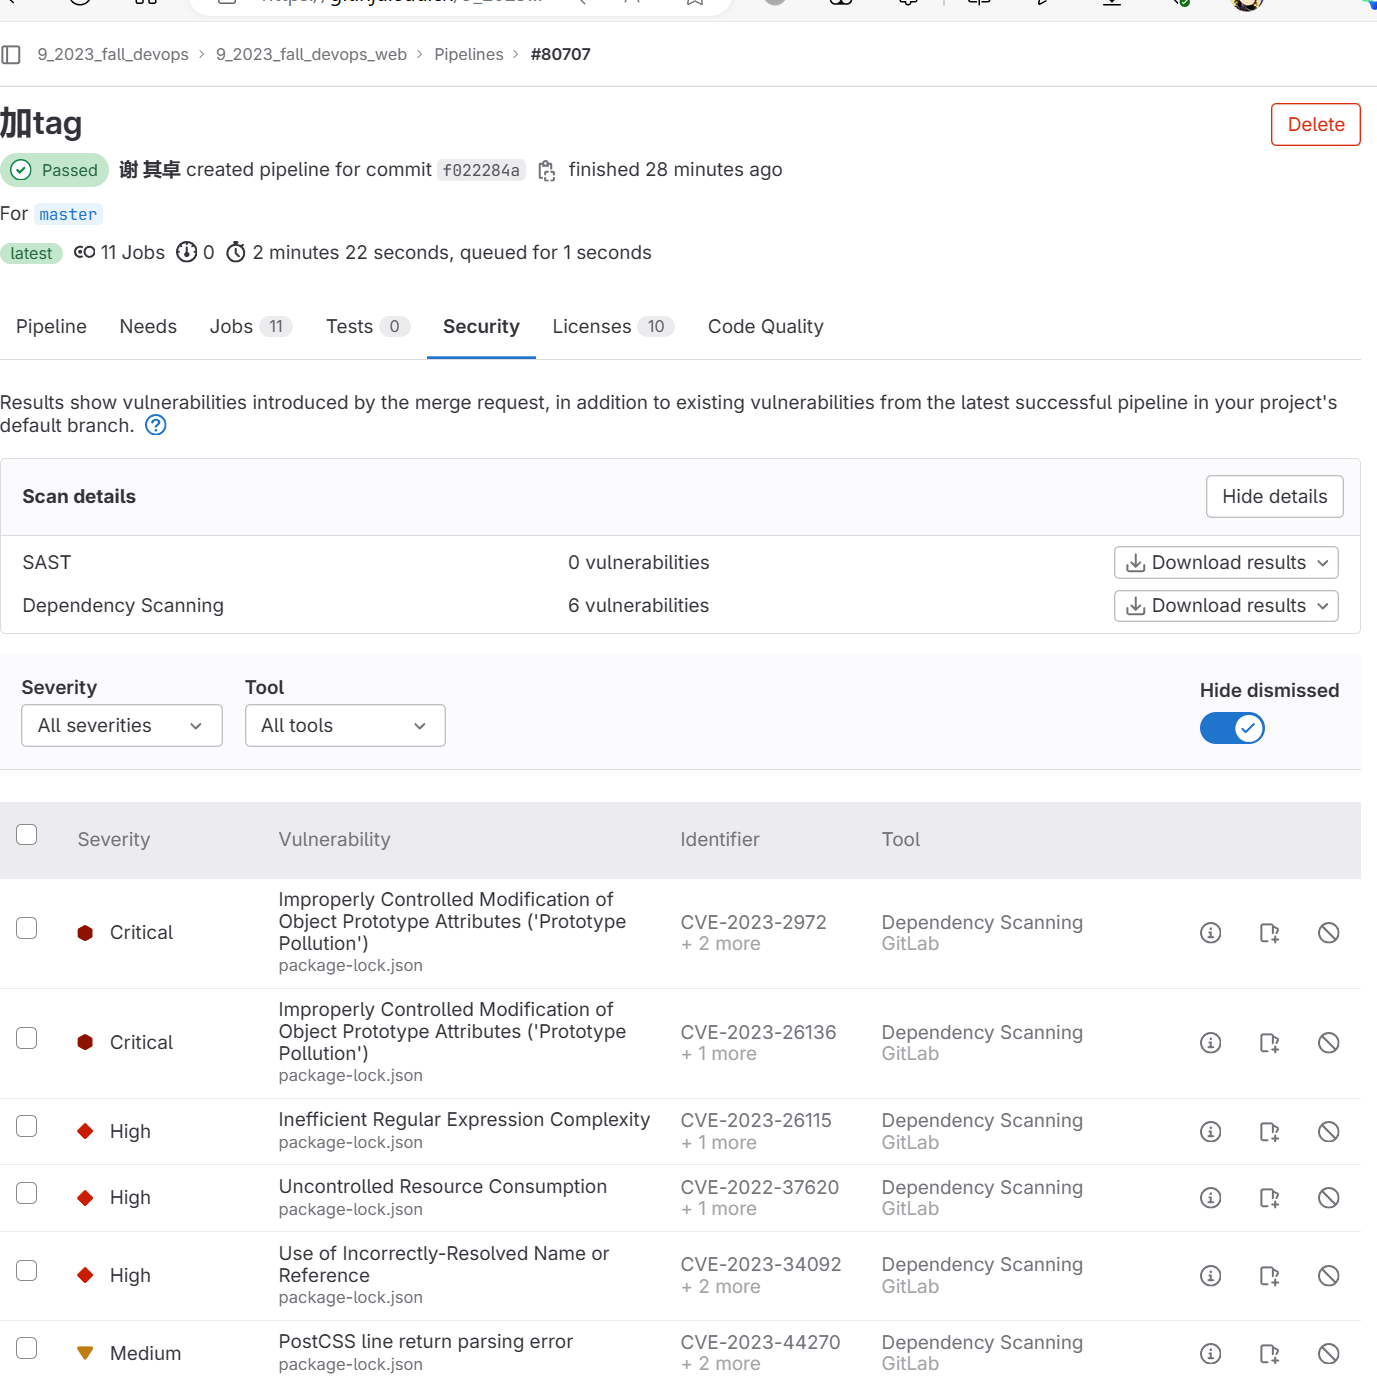 9_2023_fall_devops › 9_2023_fall_devops_web › Pipelines › #80707
加tag
Delete
Passed 谢 其卓 created pipeline for commit f022284a finished 28 minutes ago
For master
latest 11 Jobs 0 2 minutes 22 seconds, queued for 1 seconds
Pipeline Needs Jobs 11 Tests 0 Security Licenses 10 Code Quality
Results show vulnerabilities introduced by the merge request, in addition to existing vulnerabilities from the latest successful pipeline in your project's
default branch.
Scan details Hide details
SAST 0 vulnerabilities Download results
Dependency Scanning 6 vulnerabilities Download results
Severity Tool Hide dismissed
All severities All tools
Severity Vulnerability Identifier Tool
Improperly Controlled Modification of
Object Prototype Attributes ('Prototype
Pollution')
package-lock.json
Critical
CVE-2023-2972
+ 2 more
Dependency Scanning
GitLab
Improperly Controlled Modification of
Object Prototype Attributes ('Prototype
Pollution')
package-lock.json
Critical
CVE-2023-26136
+ 1 more
Dependency Scanning
GitLab
High
Inefficient Regular Expression Complexity
package-lock.json
CVE-2023-26115
+ 1 more
Dependency Scanning
GitLab
High
Uncontrolled Resource Consumption
package-lock.json
CVE-2022-37620
+ 1 more
Dependency Scanning
GitLab
High
Use of Incorrectly-Resolved Name or
Reference
package-lock.json
CVE-2023-34092
+ 2 more
Dependency Scanning
GitLab
Medium
PostCSS line return parsing error
package-lock.json
CVE-2023-44270
+ 2 more
Dependency Scanning
GitLab